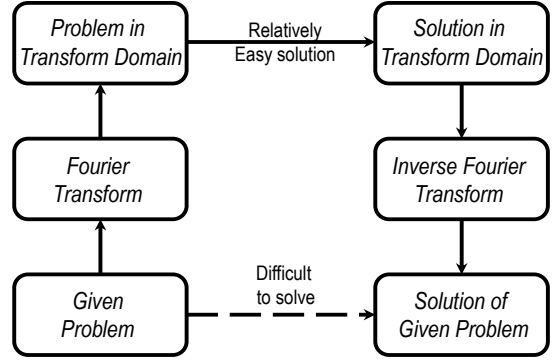 Problem in
Transform Domain
Relatively
Easy solution
Solution in
Transform Domain
Fourier
Transform
Inverse Fourier
Transform
Given
Problem
Difficult
to solve
Solution of
Given Problem